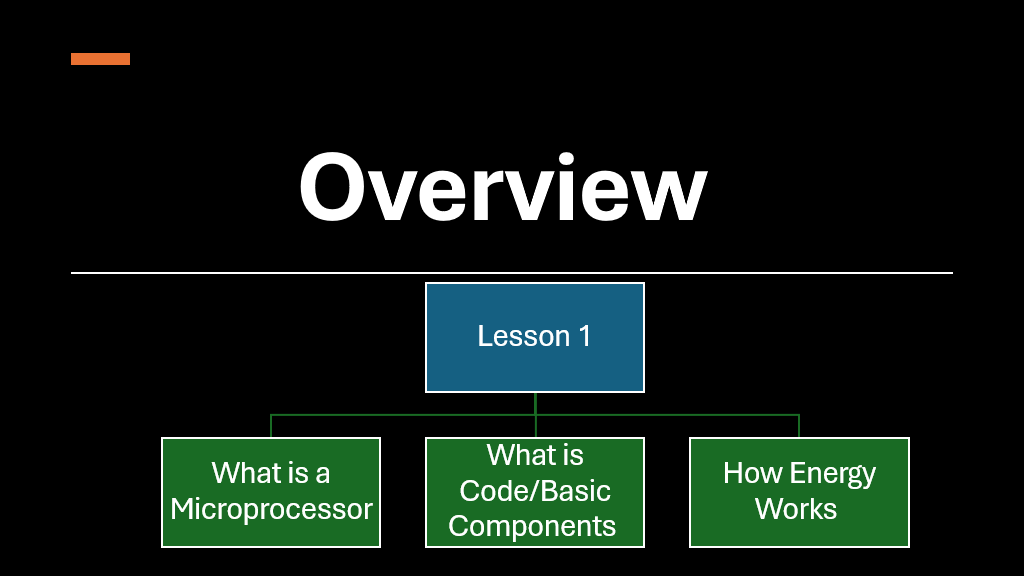 Overview
Lesson 1
What is a
Microprocessor
What is
Code/Basic
Components
How Energy
Works